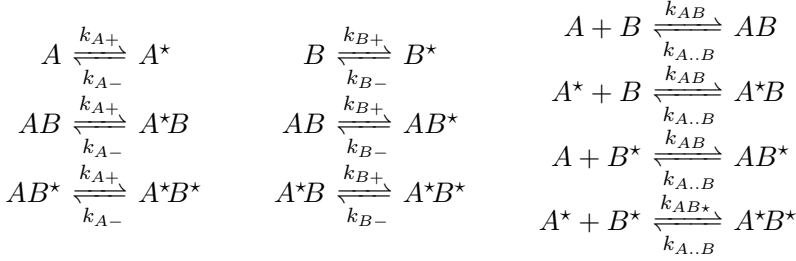 A ⇌ A⋆ (k_{A+}, k_{A−})
AB ⇌ A⋆B (k_{A+}, k_{A−})
AB⋆ ⇌ A⋆B⋆ (k_{A+}, k_{A−})
B ⇌ B⋆ (k_{B+}, k_{B−})
AB ⇌ AB⋆ (k_{B+}, k_{B−})
A⋆B ⇌ A⋆B⋆ (k_{B+}, k_{B−})
A + B ⇌ AB (k_{AB}, k_{A..B})
A⋆ + B ⇌ A⋆B (k_{AB}, k_{A..B})
A + B⋆ ⇌ AB⋆ (k_{AB}, k_{A..B})
A⋆ + B⋆ ⇌ A⋆B⋆ (k_{AB⋆}, k_{A..B})